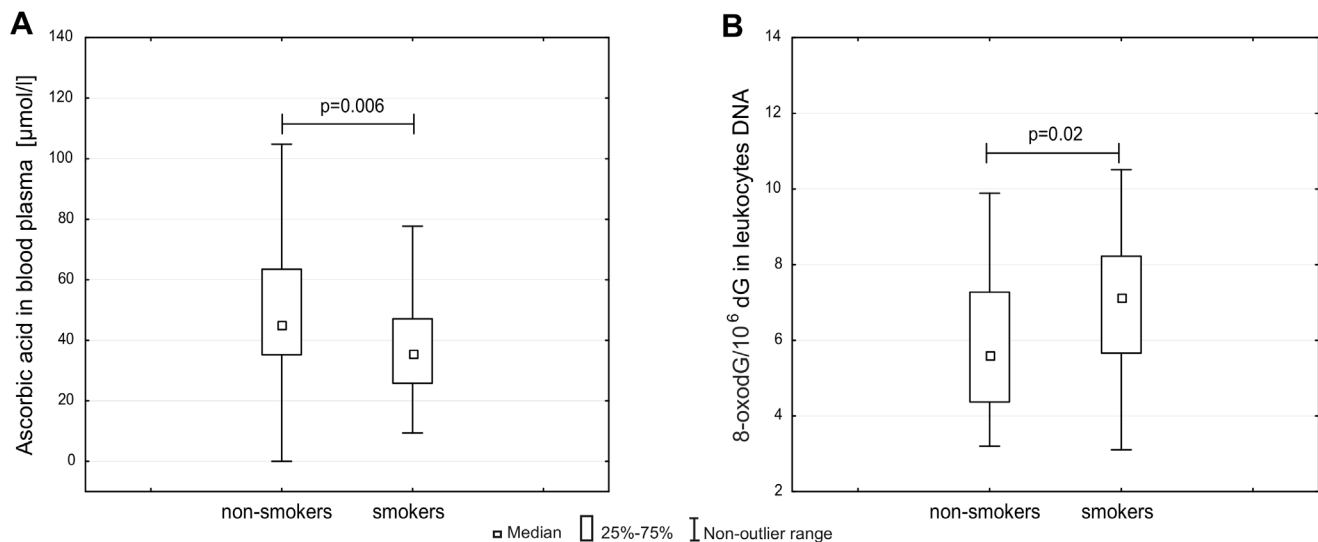 A
Ascorbic acid in blood plasma [µmol/l]
140
120
100
80
60
40
20
0
p=0.006
non-smokers smokers
B
8-oxodG/10⁶ dG in leukocytes DNA
14
12
10
8
6
4
2
p=0.02
non-smokers smokers
Median 25%-75% Non-outlier range